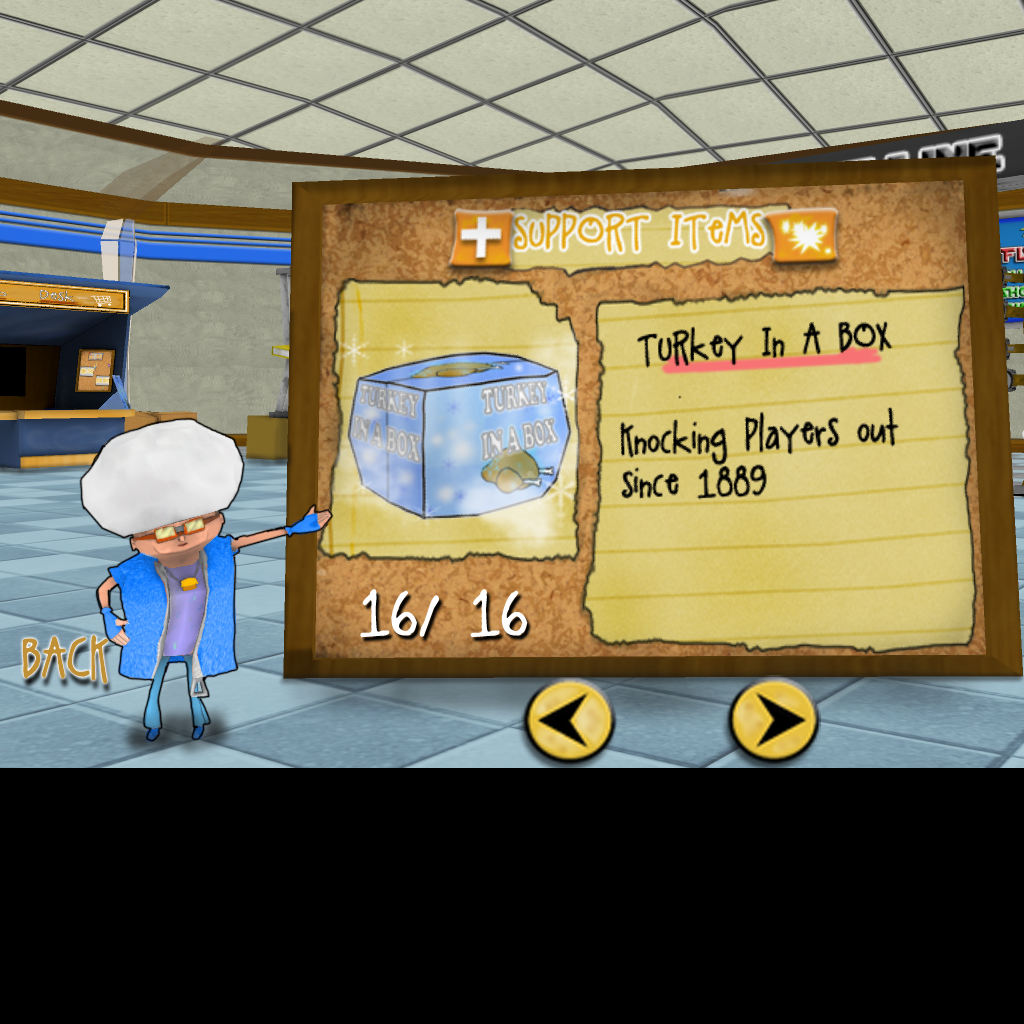 Desk
SUPPORT ITEMS
TURKEY IN A BOX
Knocking Players out
since 1889
TURKEY
IN A BOX
TURKEY
IN A BOX
16/ 16
BACK